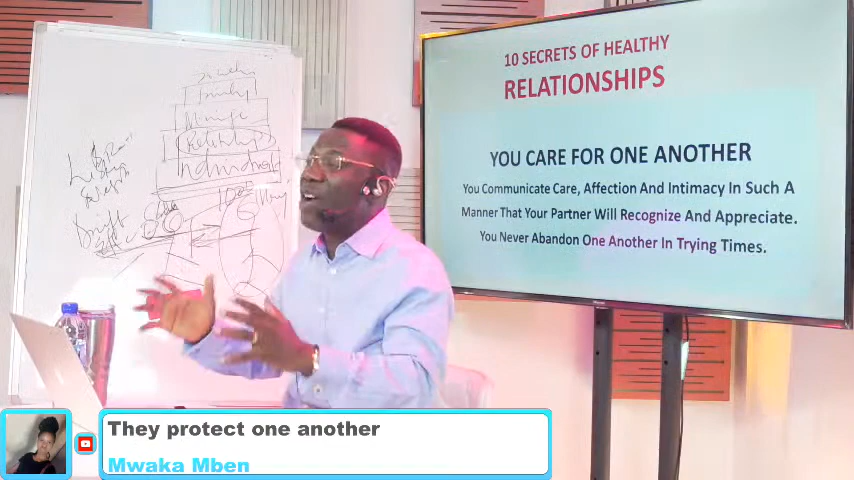 Family
Individual
10 SECRETS OF HEALTHY
RELATIONSHIPS
YOU CARE FOR ONE ANOTHER
You Communicate Care, Affection And Intimacy In Such A
Manner That Your Partner Will Recognize And Appreciate.
You Never Abandon One Another In Trying Times.
They protect one another
Mwaka Mben